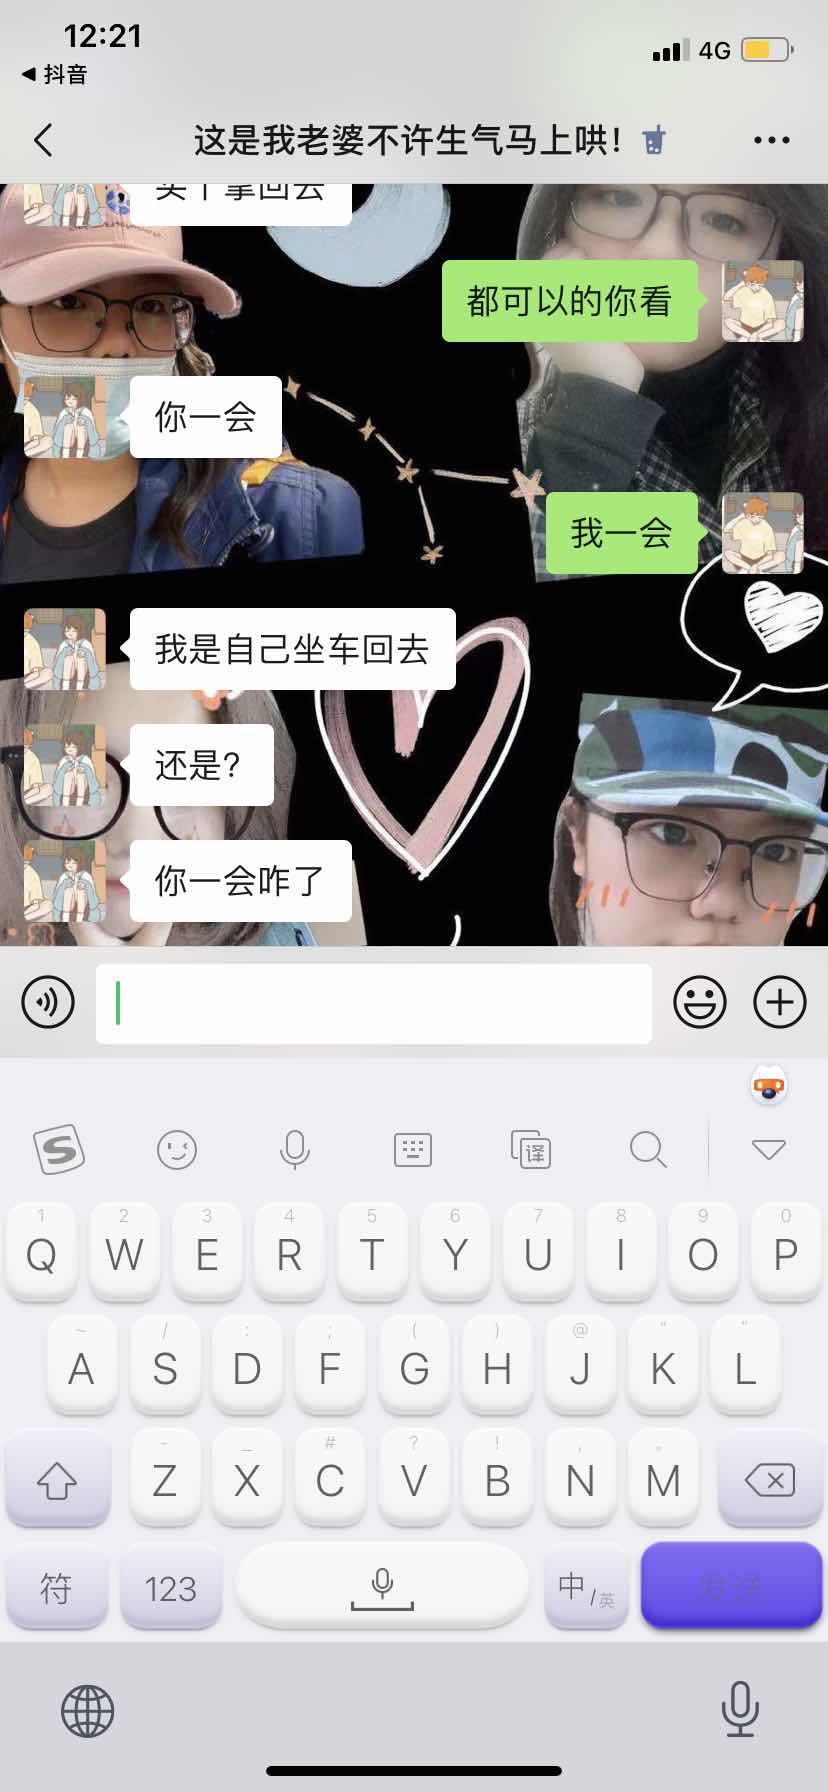 12:21
4G
抖音
这是我老婆不许生气马上哄!
都可以的你看
你一会
我一会
我是自己坐车回去
还是?
你一会咋了
译
1 2 3 4 5 6 7 8 9 0
Q W E R T Y U I O P
~ / : ; ( ) @ “ ”
A S D F G H J K L
- _ # ? ! , 。
Z X C V B N M
符 123 中/英 发送